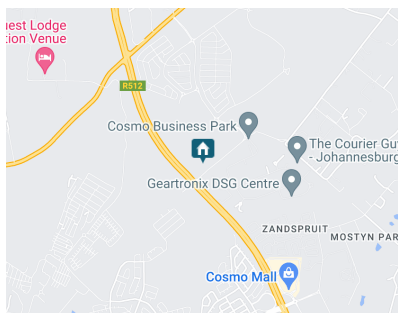 uest Lodge
tion Venue
R512
Cosmo Business Park
The Courier Gu
- Johannesburg
Geartronix DSG Centre
ZANDSPRUIT
MOSTYN PAR
Cosmo Mall